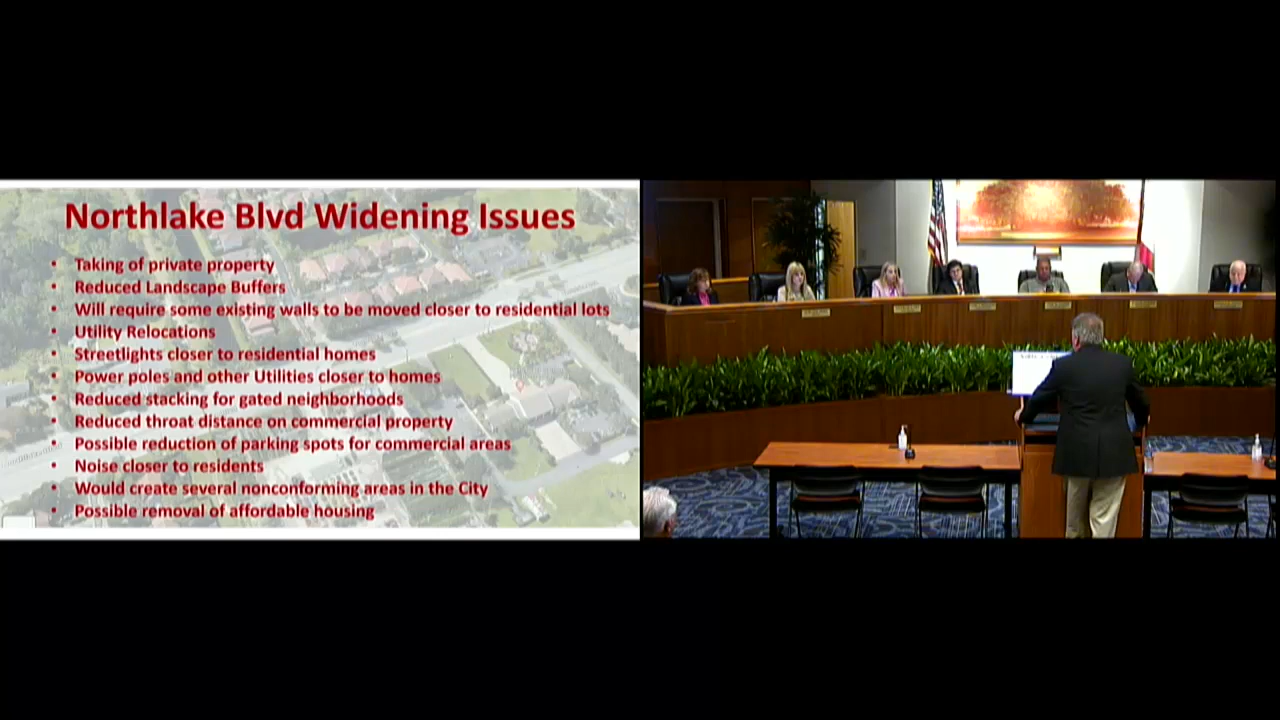 Northlake Blvd Widening Issues
• Taking of private property
• Reduced Landscape Buffers
• Will require some existing walls to be moved closer to residential lots
• Utility Relocations
• Streetlights closer to residential homes
• Power poles and other Utilities closer to homes
• Reduced stacking for gated neighborhoods
• Reduced throat distance on commercial property
• Possible reduction of parking spots for commercial areas
• Noise closer to residents
• Would create several nonconforming areas in the City
• Possible removal of affordable housing